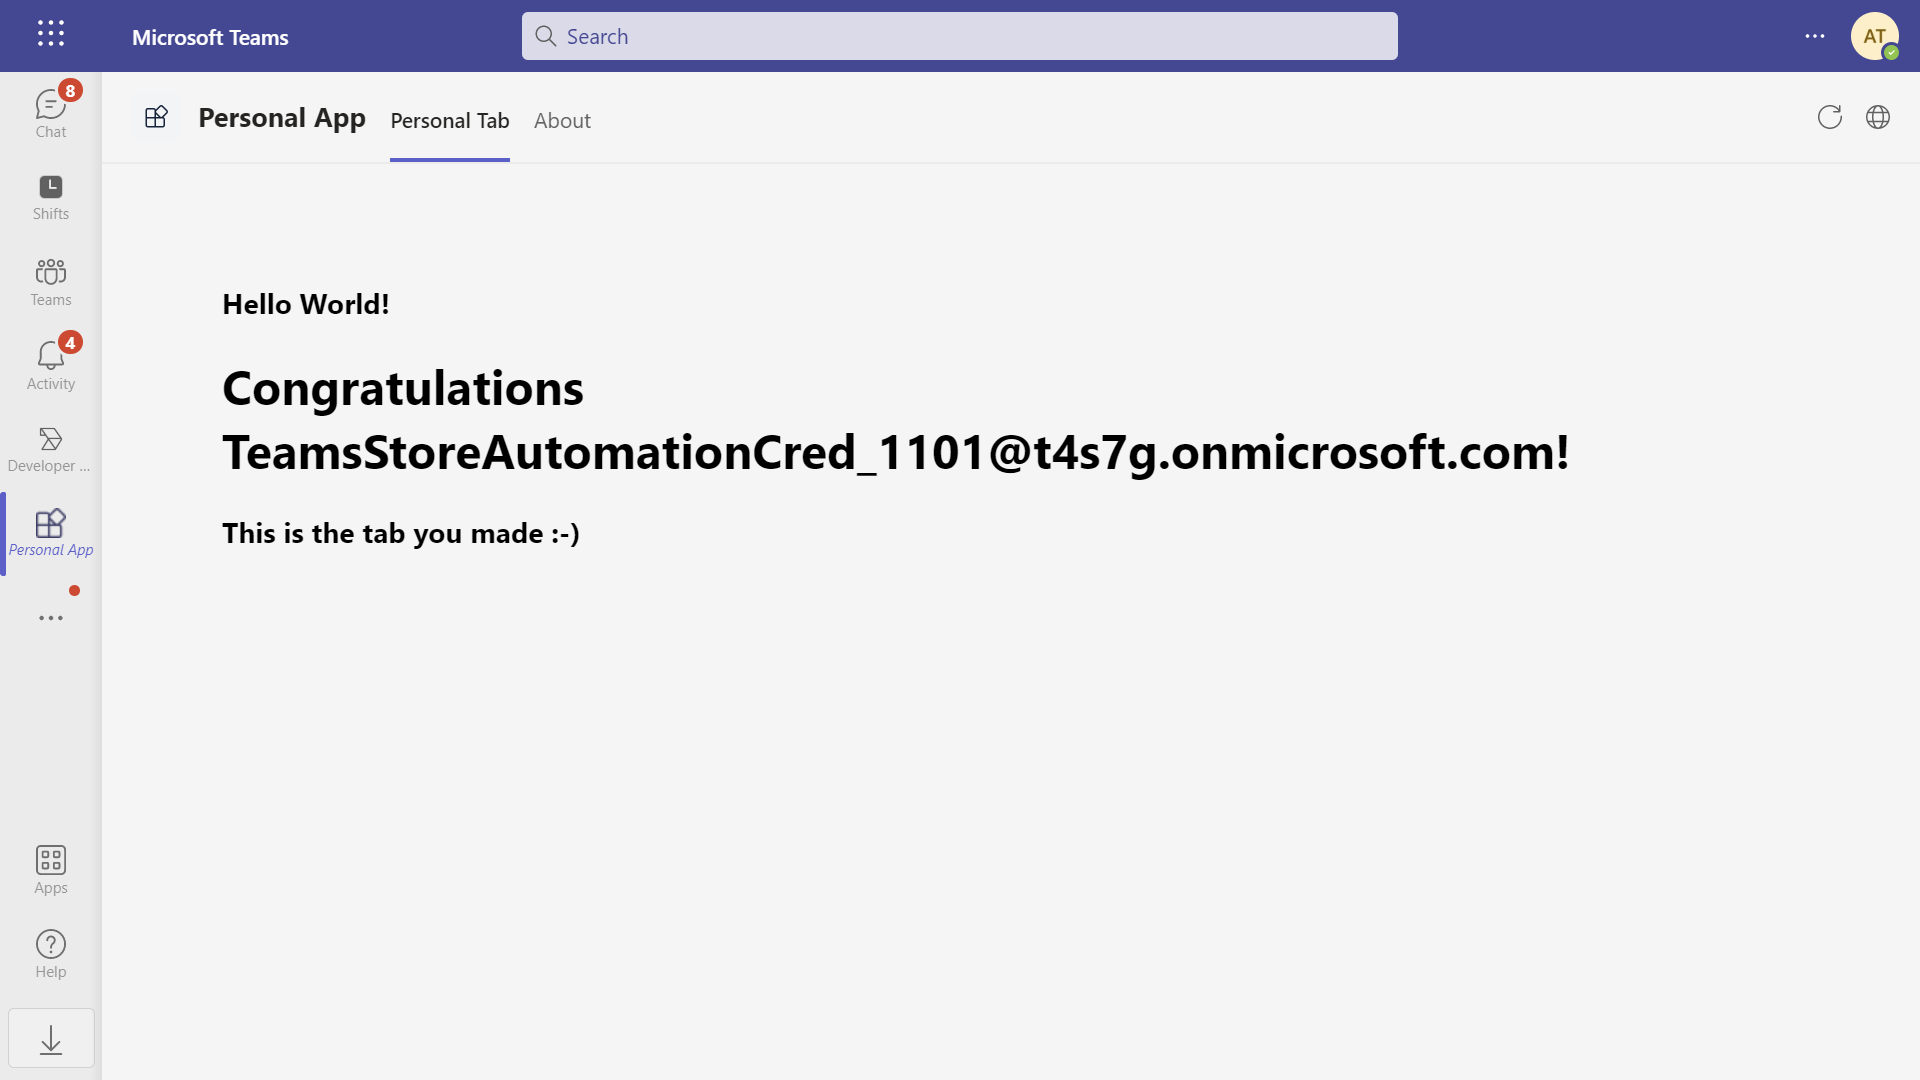 Microsoft Teams
Search
AT
8
Chat
Shifts
Teams
4
Activity
Developer ...
Personal App
Apps
Help
Personal App
Personal Tab
About
Hello World!
Congratulations
TeamsStoreAutomationCred_1101@t4s7g.onmicrosoft.com!
This is the tab you made :-)